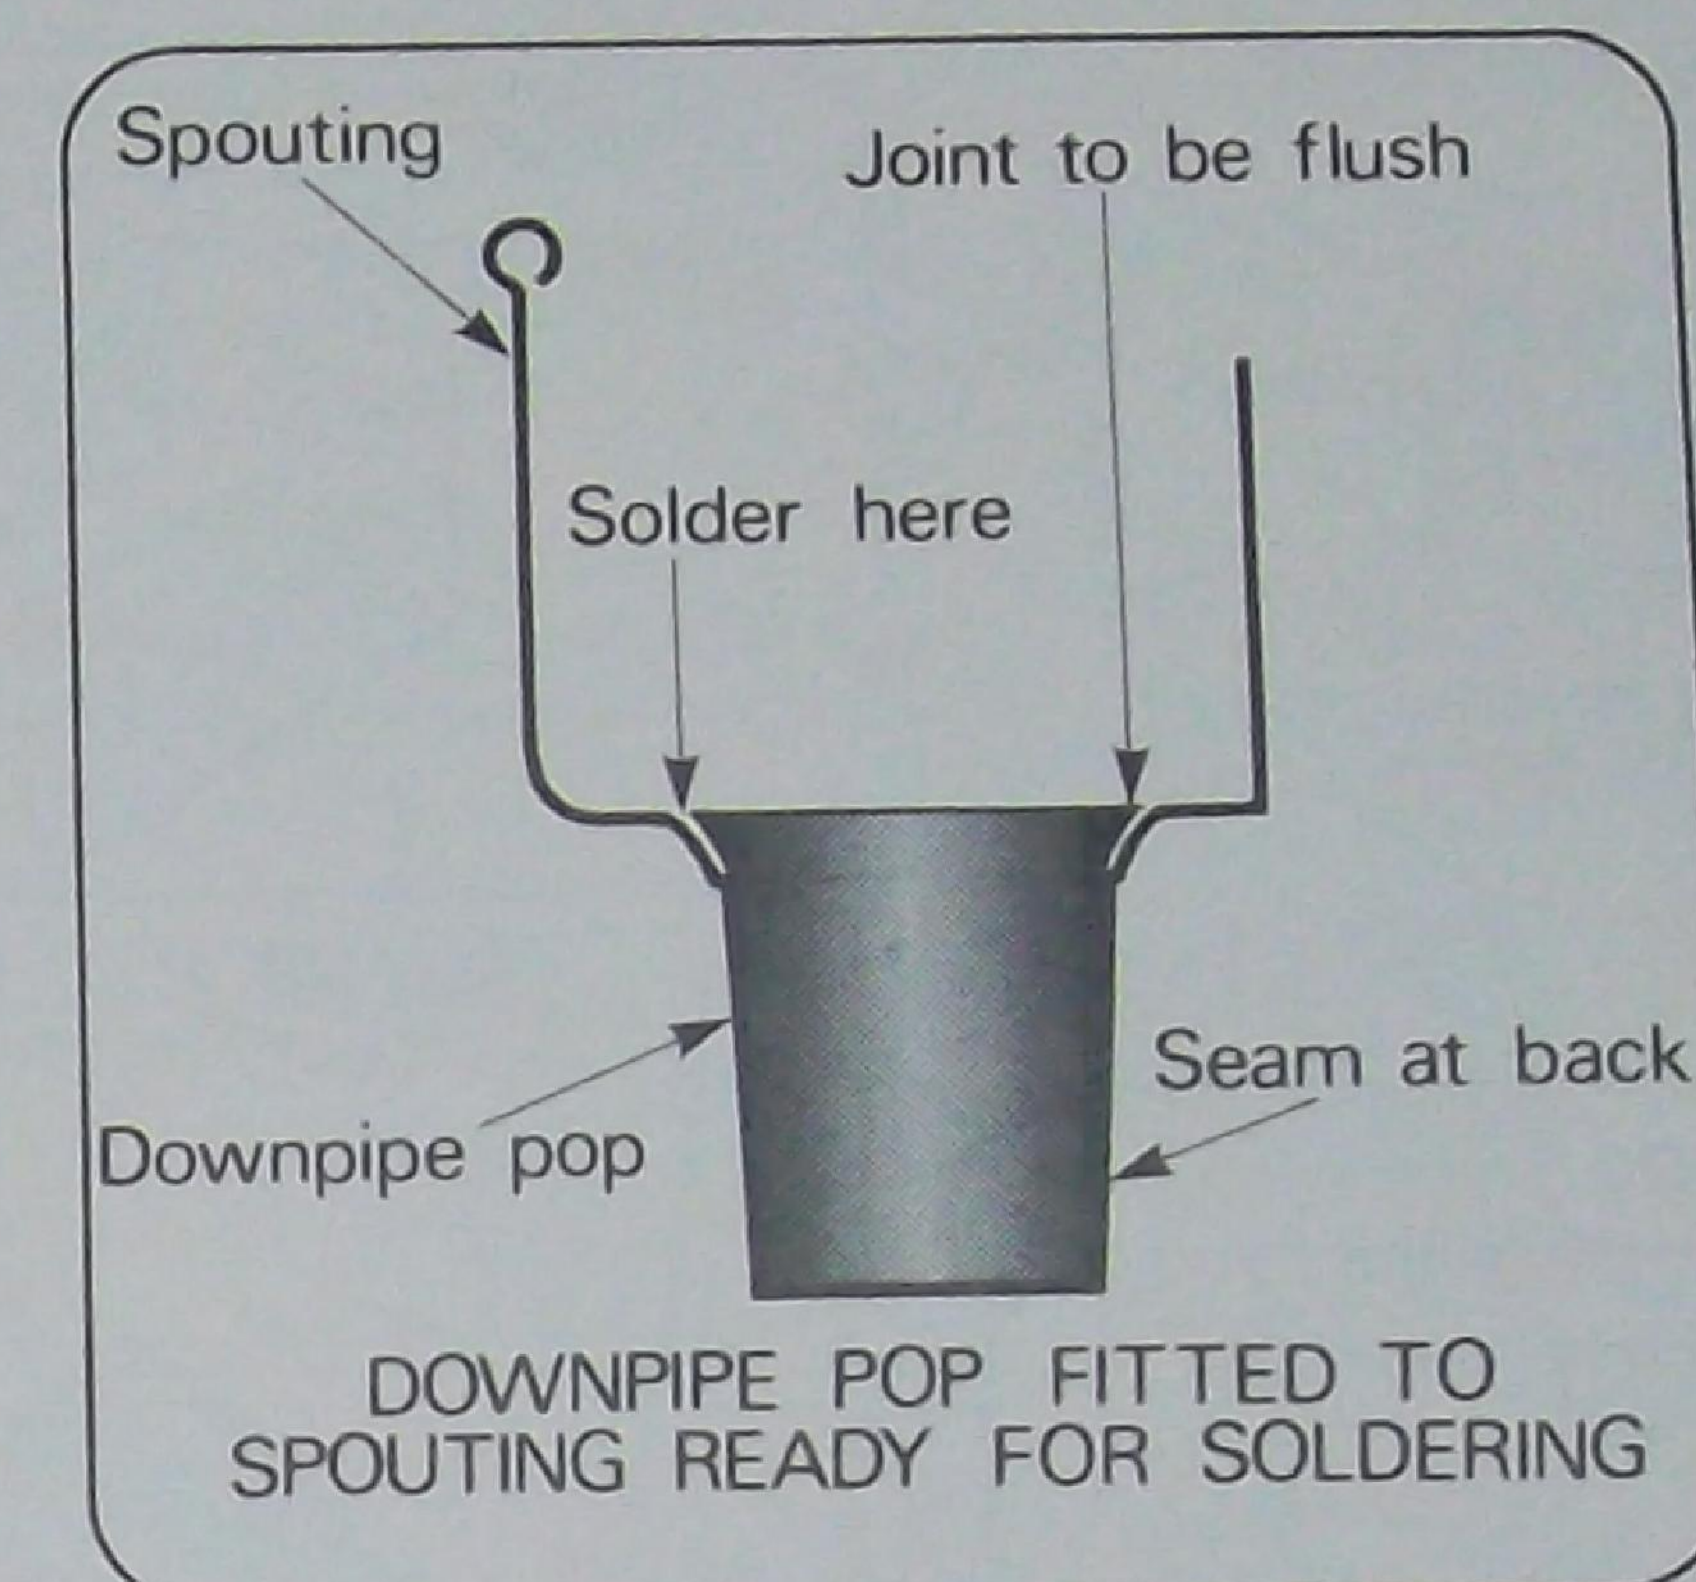 Spouting
Joint to be flush
Solder here
Seam at back
Downpipe pop
DOWNPIPE POP FITTED TO
SPOUTING READY FOR SOLDERING